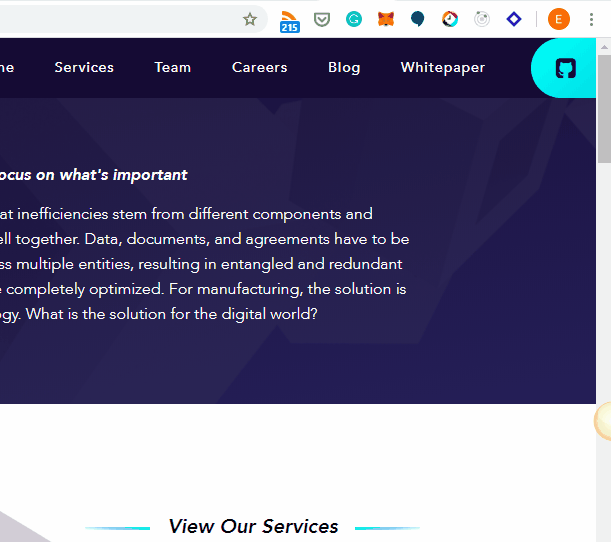 215
E
ne Services Team Careers Blog Whitepaper
ocus on what's important
at inefficiencies stem from different components and
ell together. Data, documents, and agreements have to be
ss multiple entities, resulting in entangled and redundant
e completely optimized. For manufacturing, the solution is
ogy. What is the solution for the digital world?
View Our Services